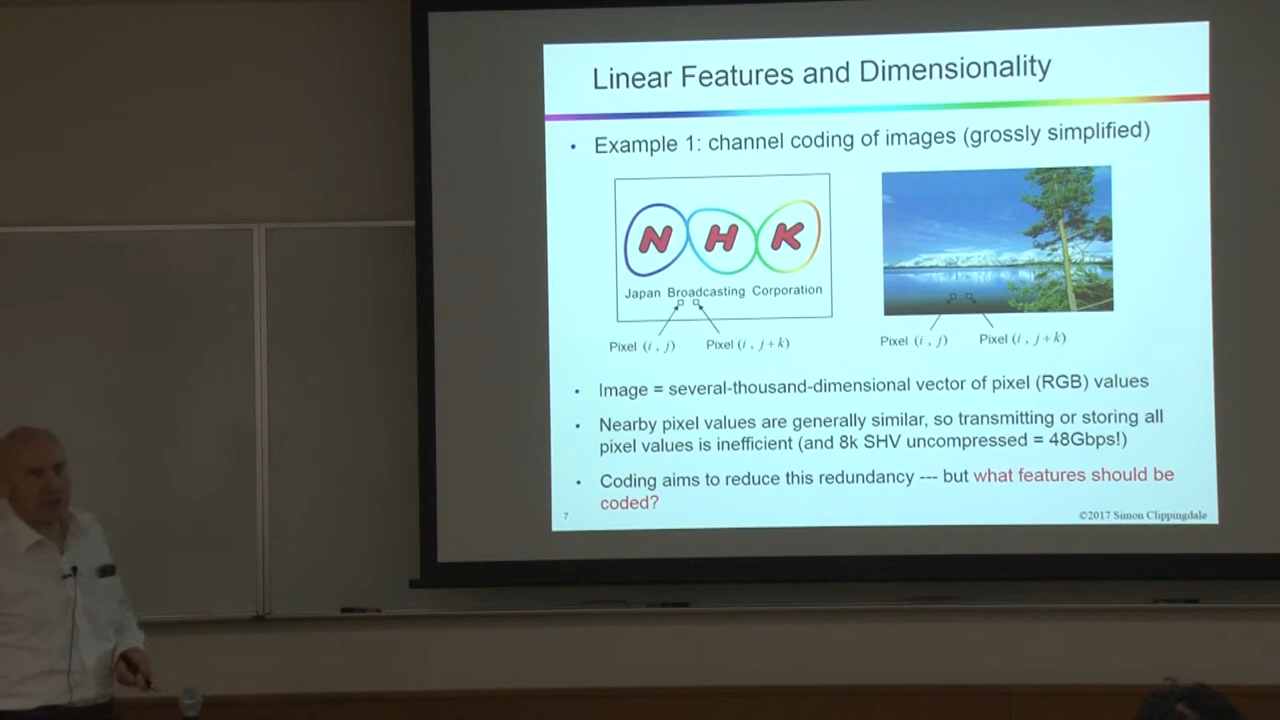 Linear Features and Dimensionality
• Example 1: channel coding of images (grossly simplified)
N H K
Japan Broadcasting Corporation
Pixel (i , j) Pixel (i , j+k)
Pixel (i , j) Pixel (i , j+k)
• Image = several-thousand-dimensional vector of pixel (RGB) values
• Nearby pixel values are generally similar, so transmitting or storing all
pixel values is inefficient (and 8k SHV uncompressed = 48Gbps!)
• Coding aims to reduce this redundancy --- but what features should be
coded?
7
©2017 Simon Clippingdale